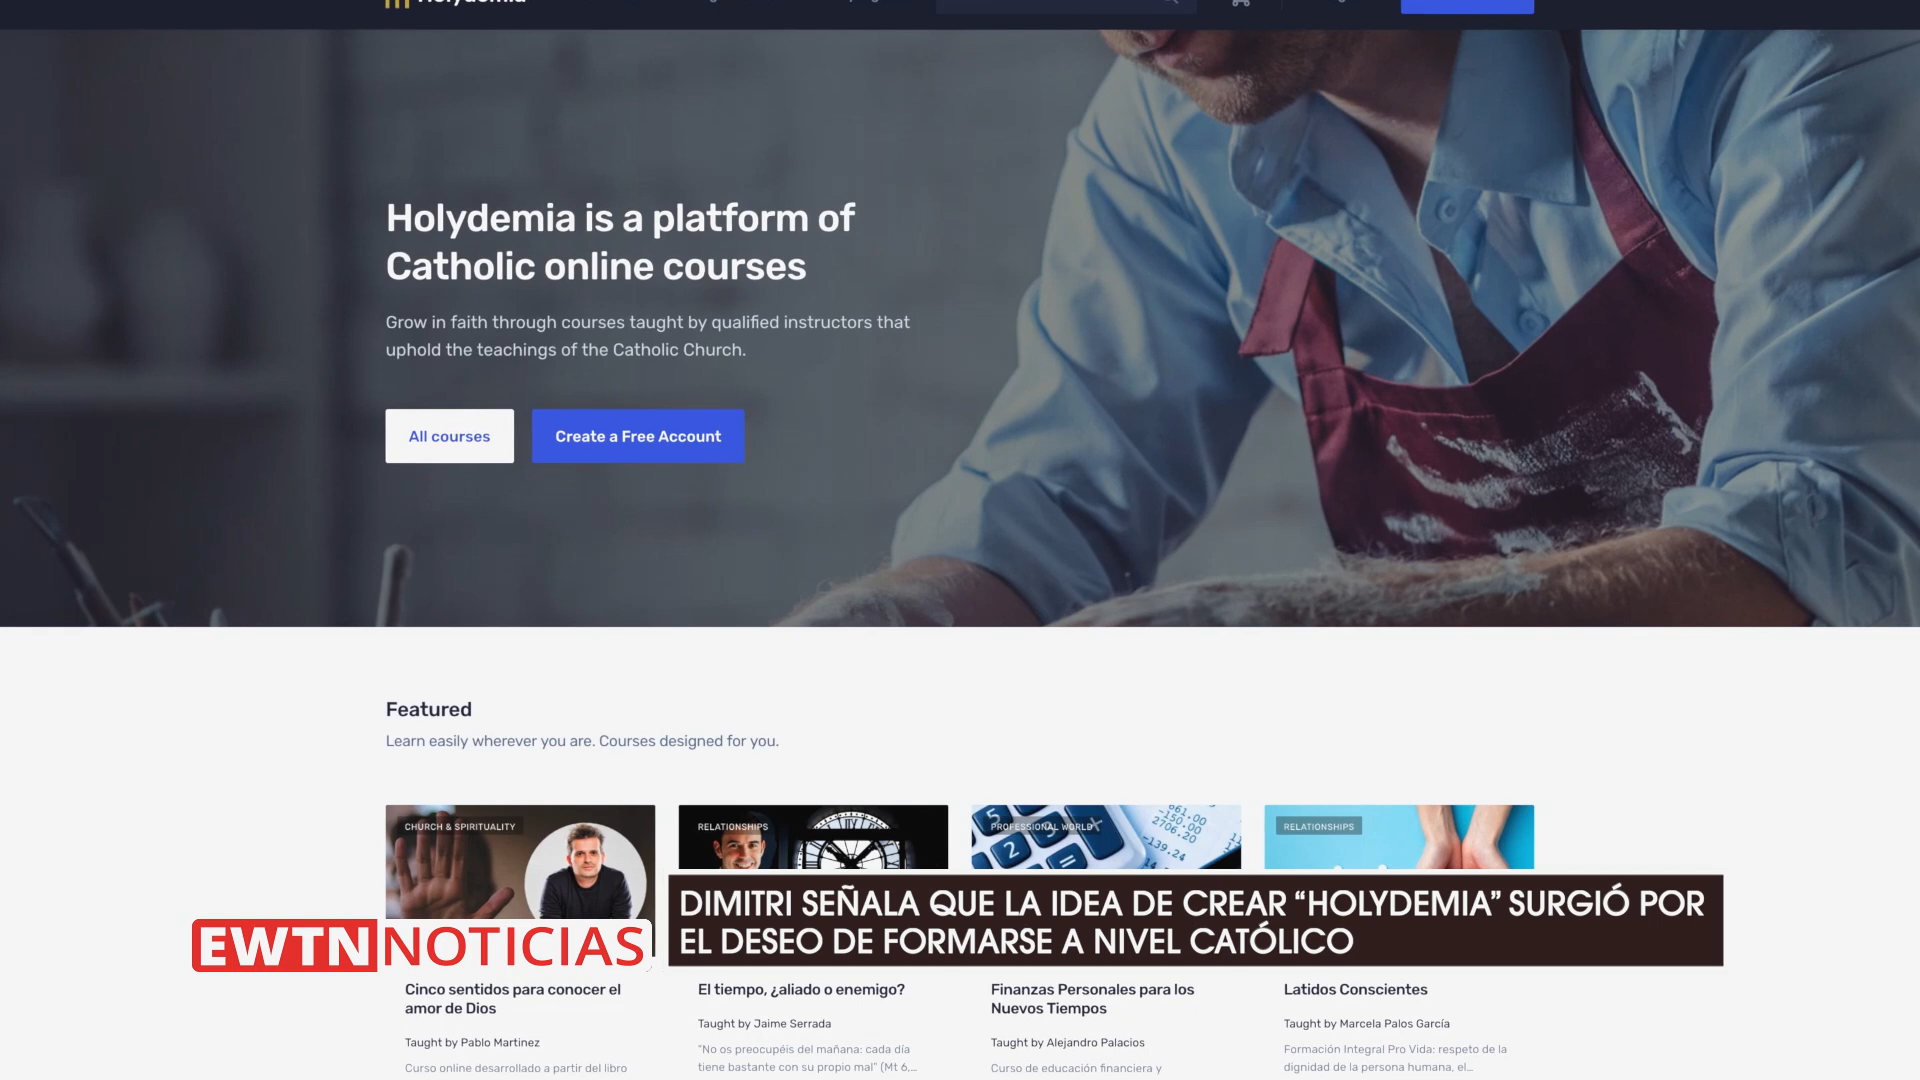 Holydemia is a platform of
Catholic online courses
Grow in faith through courses taught by qualified instructors that
uphold the teachings of the Catholic Church.
All courses
Create a Free Account
Featured
Learn easily wherever you are. Courses designed for you.
CHURCH & SPIRITUALITY
RELATIONSHIPS
PROFESSIONAL WORLD
RELATIONSHIPS
DIMITRI SEÑALA QUE LA IDEA DE CREAR “HOLYDEMIA” SURGIÓ POR
EL DESEO DE FORMARSE A NIVEL CATÓLICO
EWTN NOTICIAS
Cinco sentidos para conocer el
amor de Dios
Taught by Pablo Martinez
Curso online desarrollado a partir del libro
El tiempo, ¿aliado o enemigo?
Taught by Jaime Serrada
"No os preocupéis del mañana: cada día
tiene bastante con su propio mal" (Mt 6,...
Finanzas Personales para los
Nuevos Tiempos
Taught by Alejandro Palacios
Curso de educación financiera y
Latidos Conscientes
Taught by Marcela Palos García
Formación Integral Pro Vida: respeto de la
dignidad de la persona humana, el...